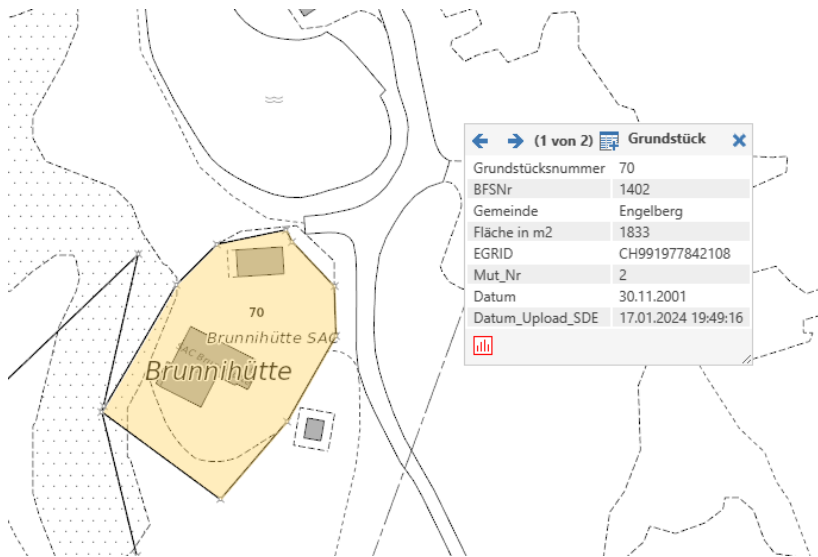 (1 von 2) Grundstück
Grundstücksnummer 70
BFSNr 1402
Gemeinde Engelberg
Fläche in m2 1833
EGRID CH991977842108
Mut_Nr 2
Datum 30.11.2001
Datum_Upload_SDE 17.01.2024 19:49:16
70
Brunnihütte SAC
Brunnihütte